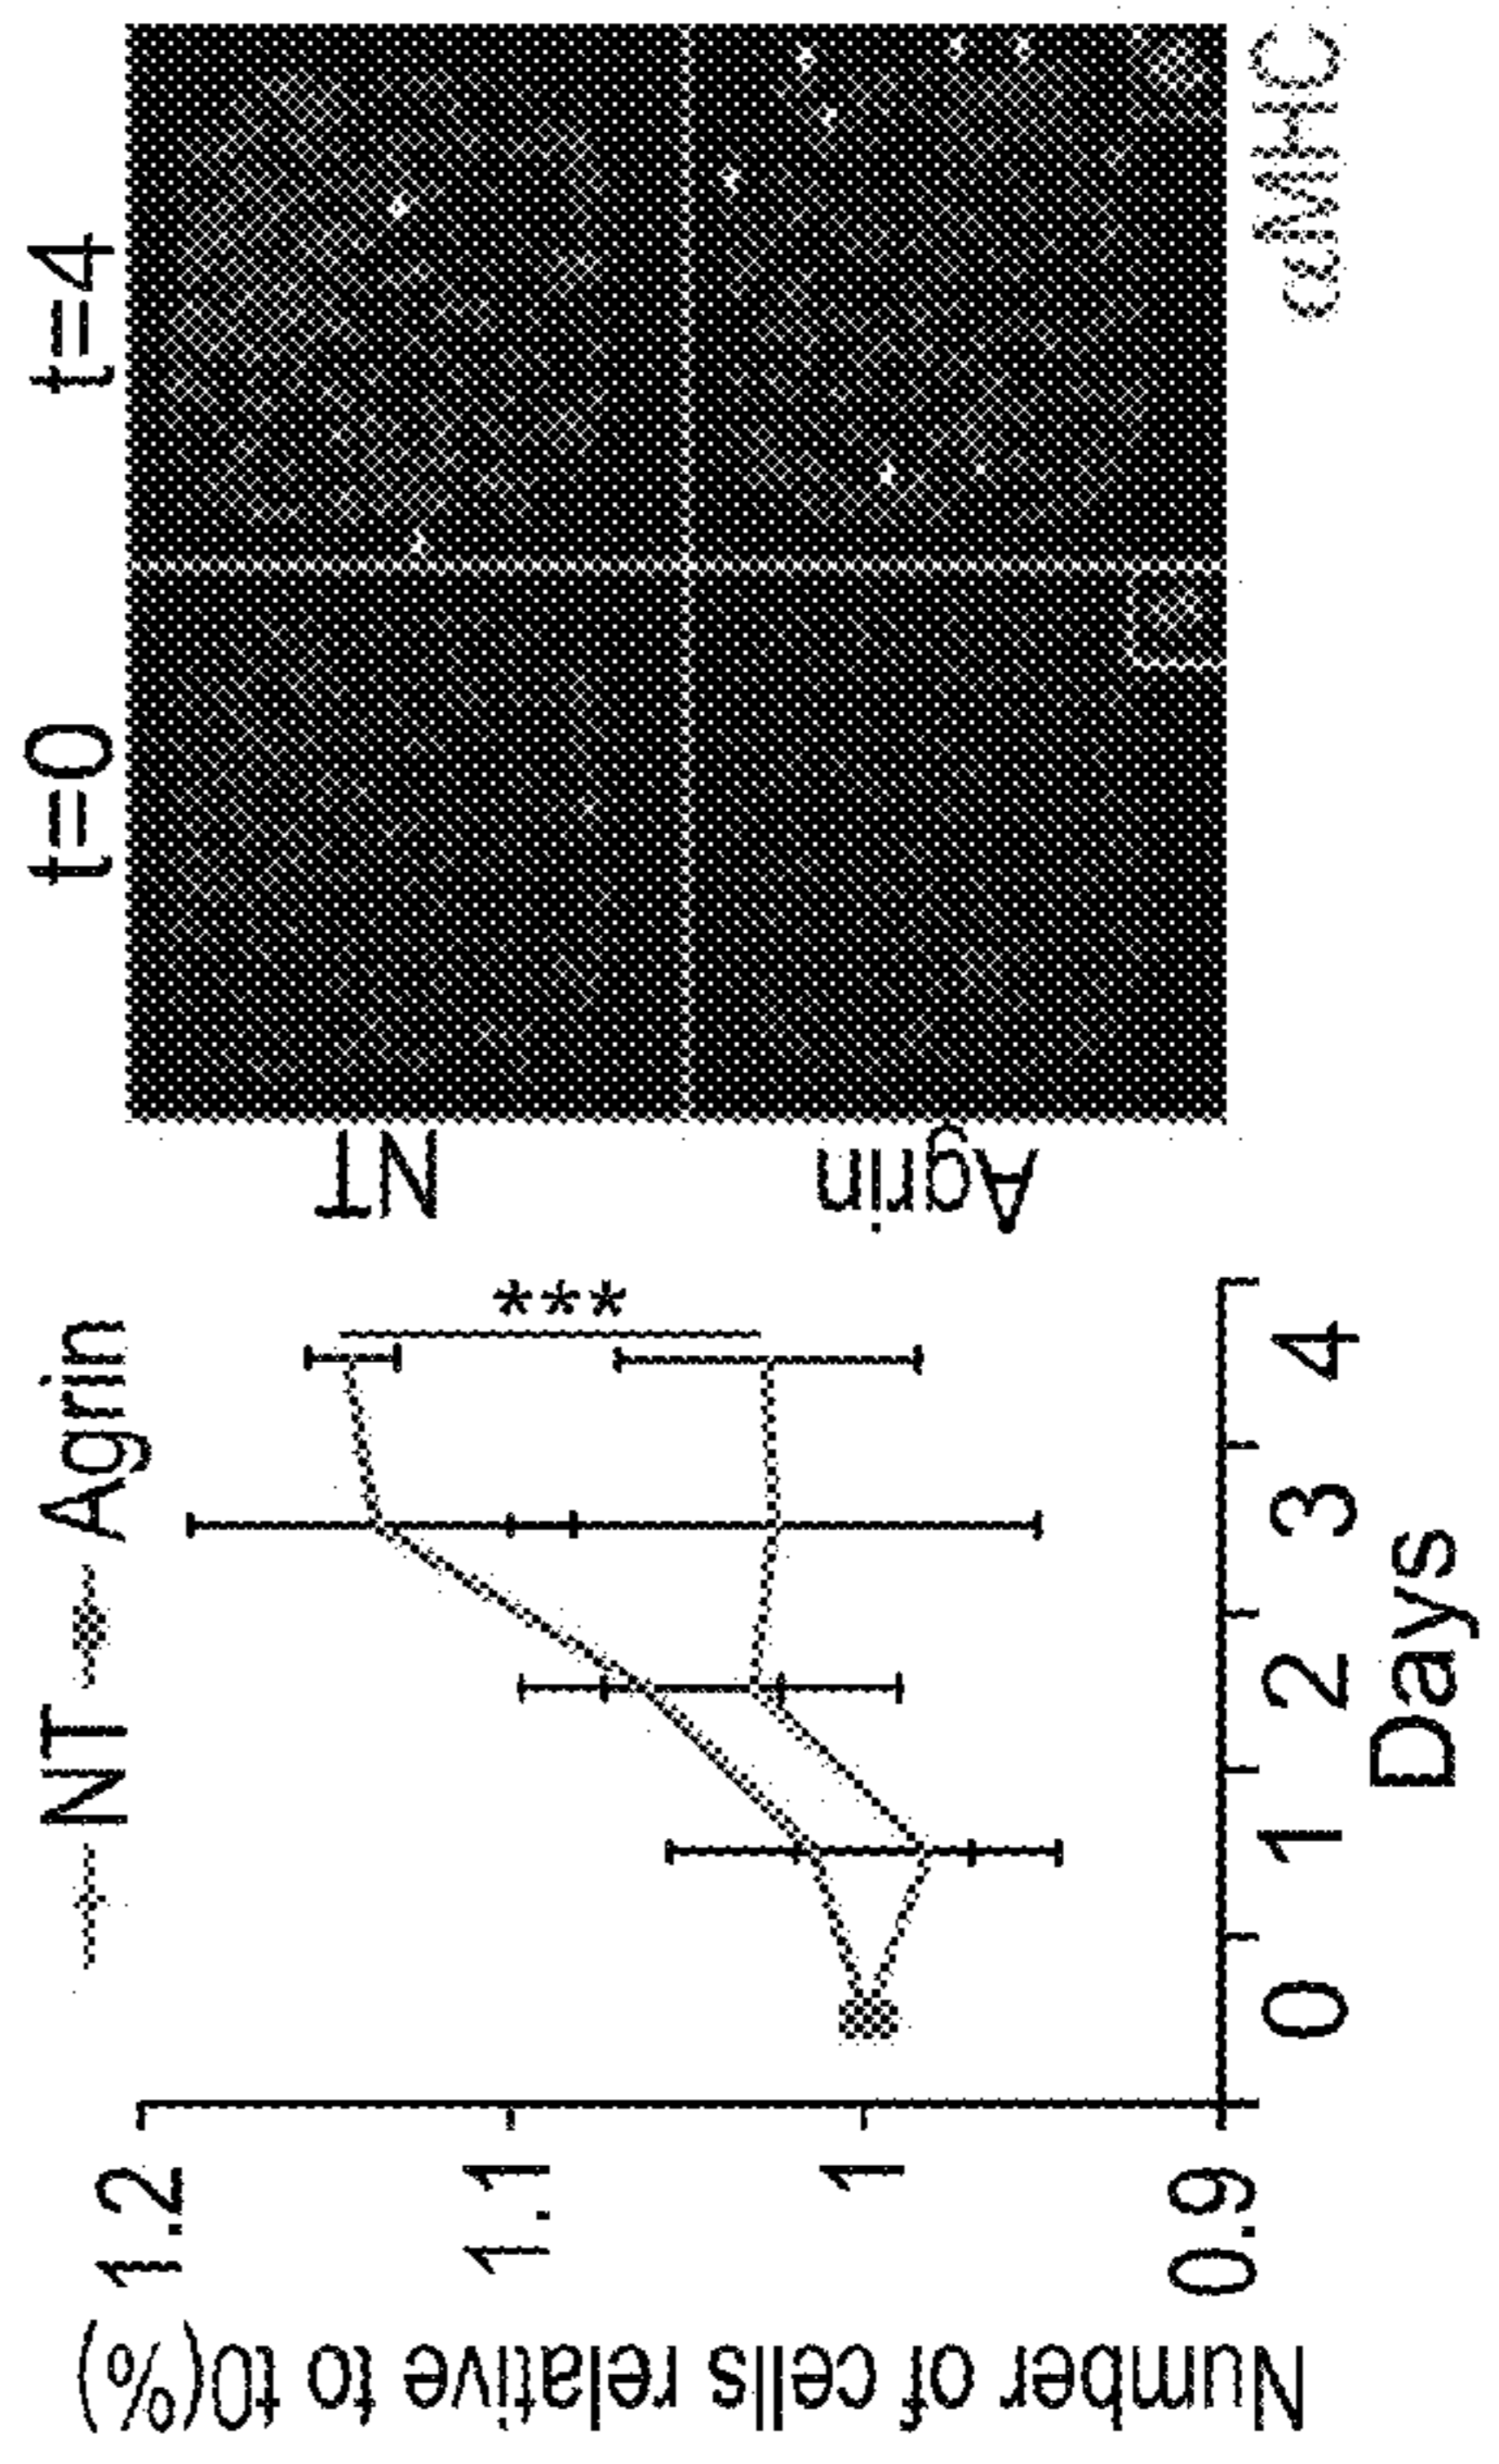 NT Agrin
Number of cells relative to t0(%)
1.2
1.1
1
0.9
0 1 2 3 4
Days
***
t=0 t=4
NT
Agrin
αMHC